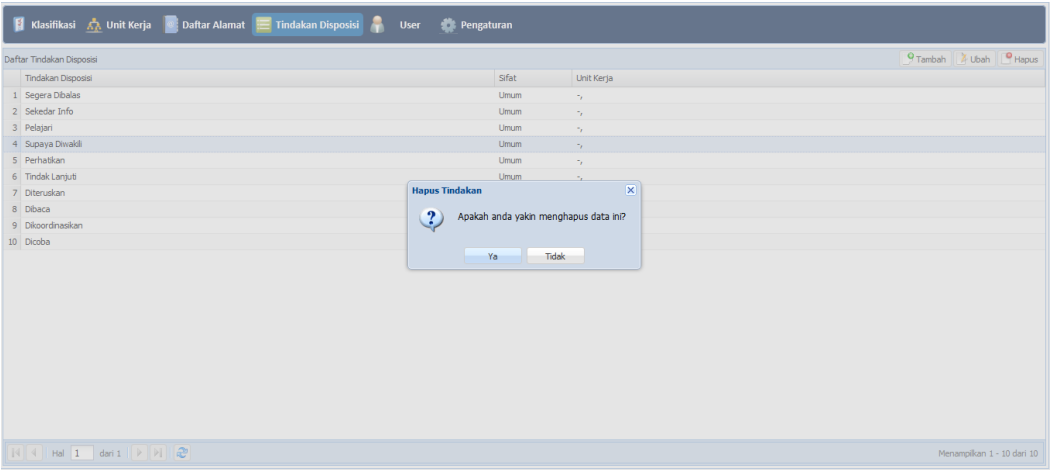 Klasifikasi Unit Kerja Daftar Alamat Tindakan Disposisi User Pengaturan
Daftar Tindakan Disposisi Tambah Ubah Hapus
Tindakan Disposisi Sifat Unit Kerja
1 Segera Dibalas Umum -,
2 Sekedar Info Umum -,
3 Pelajari Umum -,
4 Supaya Diwakili Umum -,
5 Perhatikan Umum -,
6 Tindak Lanjuti Umum -,
7 Diteruskan
8 Dibaca
9 Dikoordinasikan
10 Dicoba
Hapus Tindakan
Apakah anda yakin menghapus data ini?
Ya Tidak
Hal 1 dari 1 Menampilkan 1 - 10 dari 10